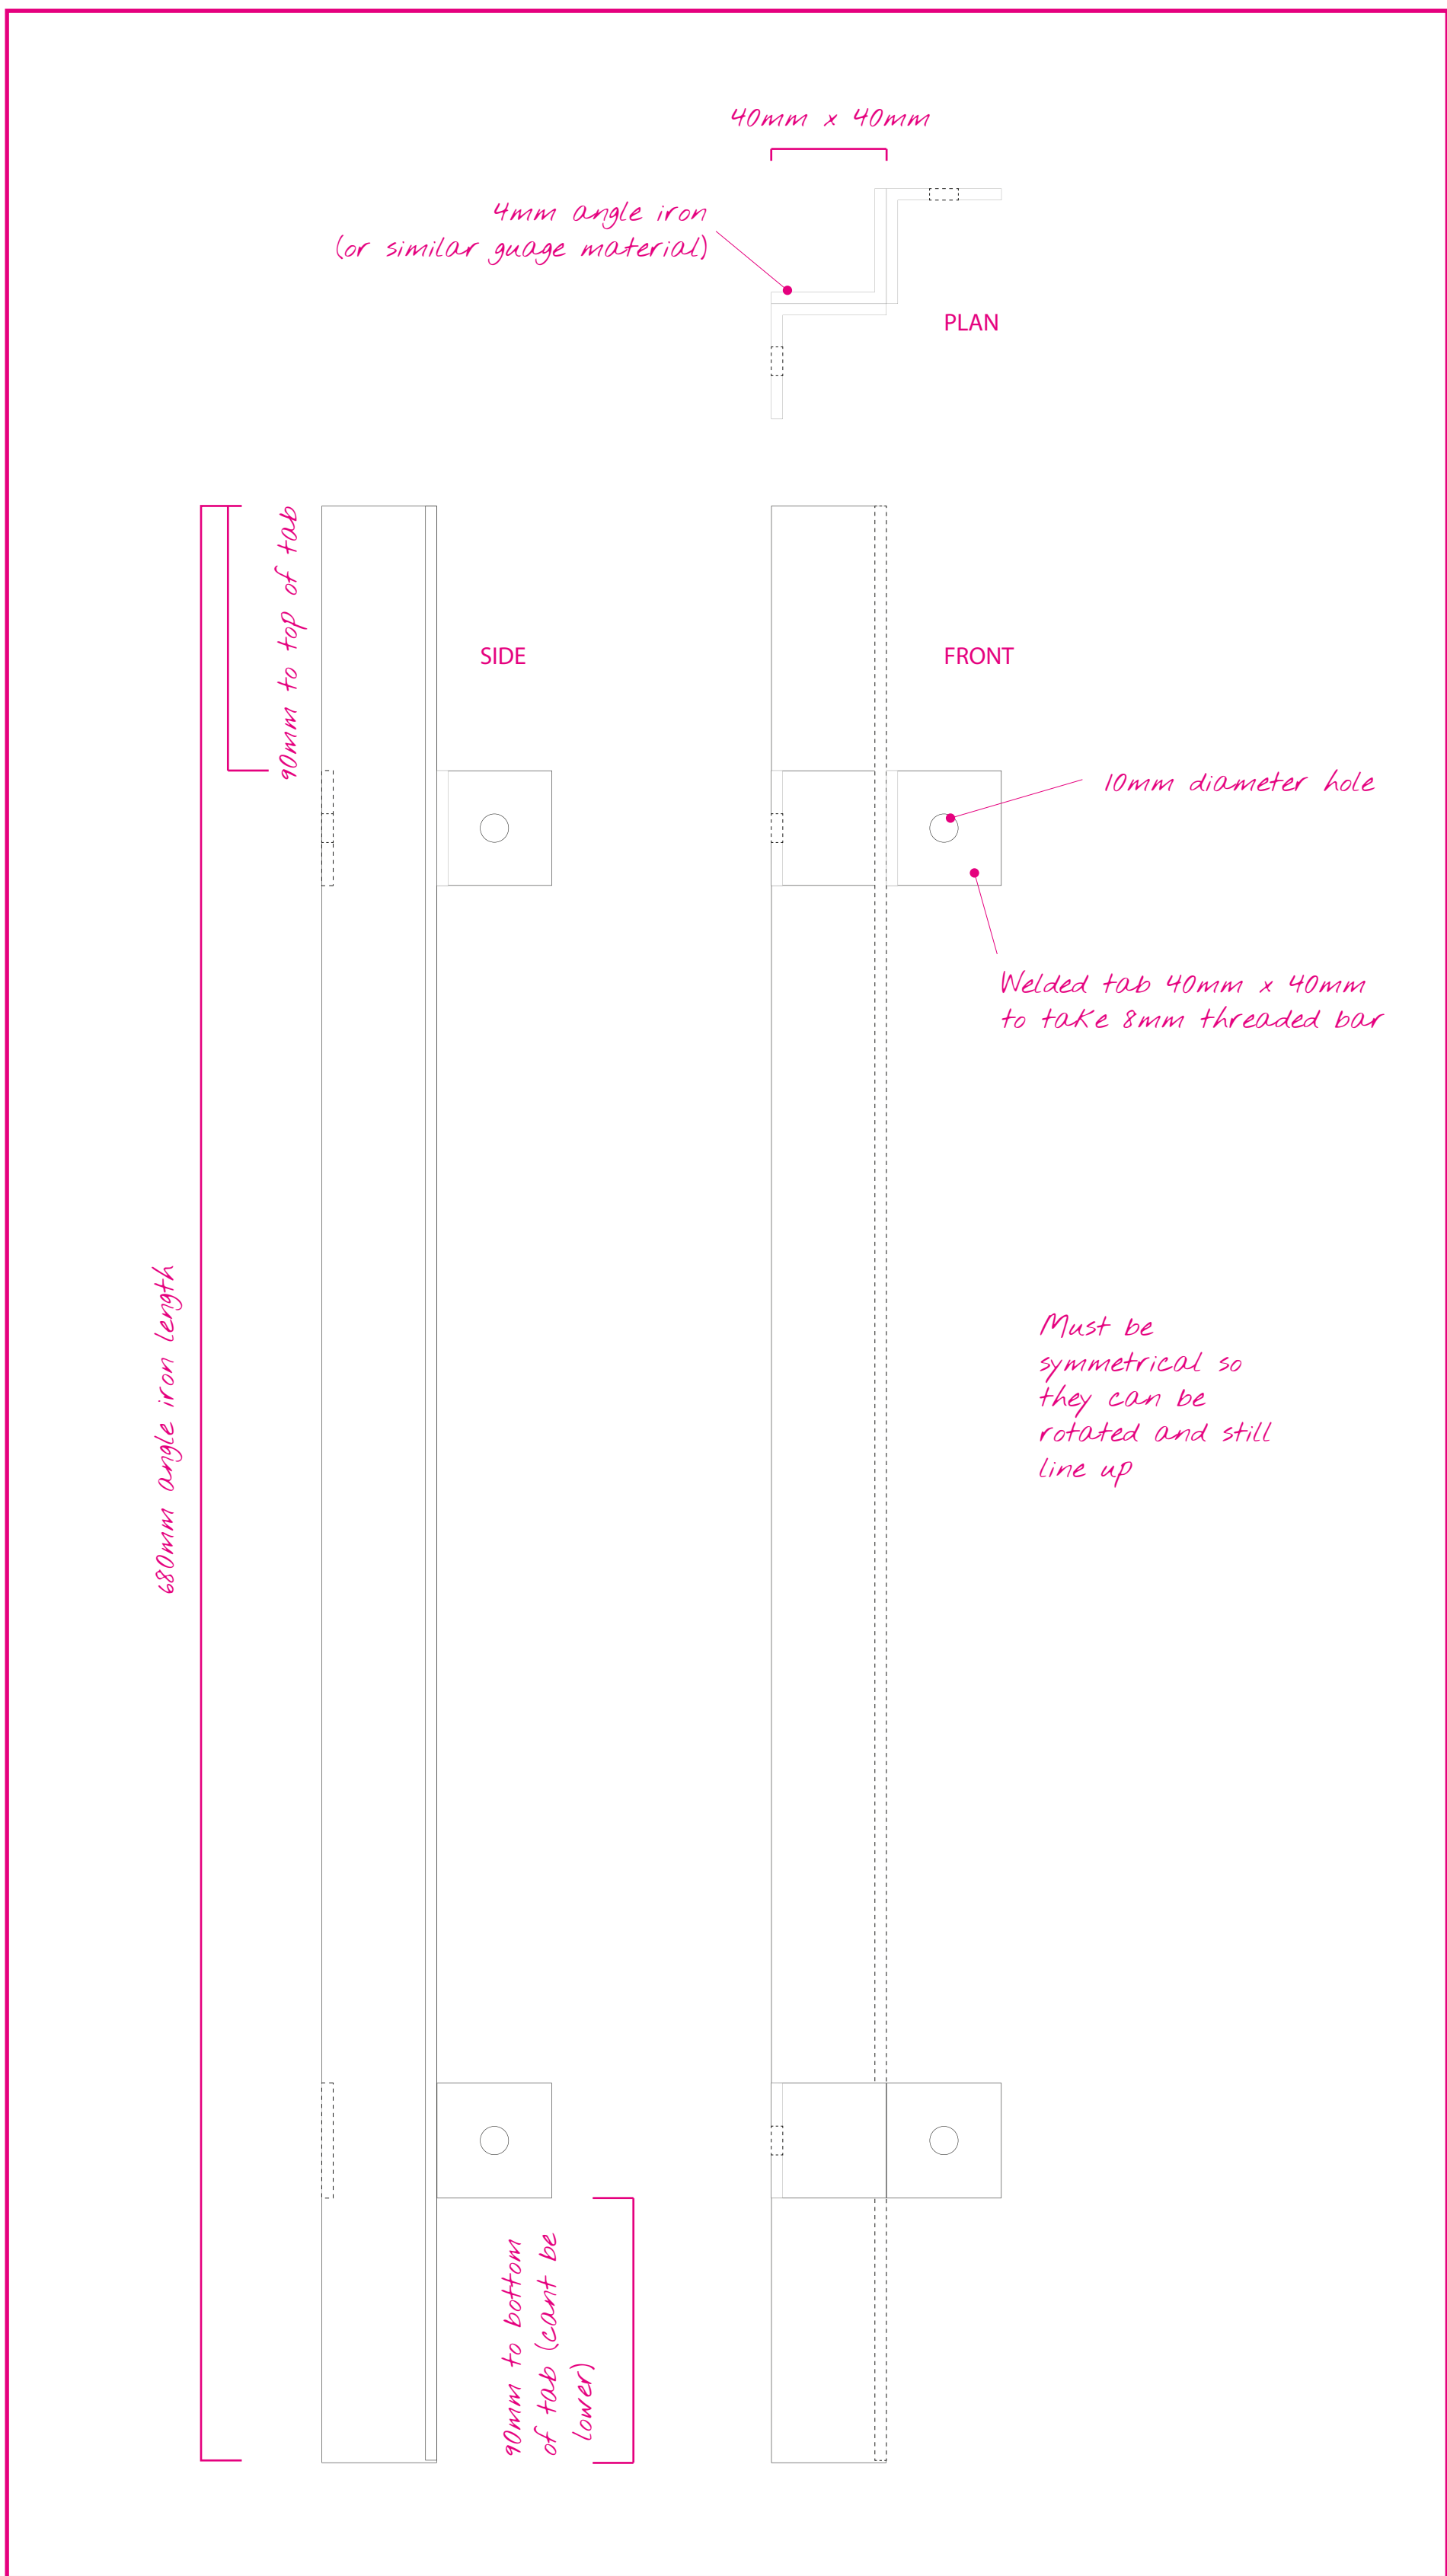 40mm x 40mm
4mm angle iron
(or similar guage material)
PLAN
90mm to top of tab
SIDE
FRONT
10mm diameter hole
Welded tab 40mm x 40mm
to take 8mm threaded bar
680mm angle iron length
Must be
symmetrical so
they can be
rotated and still
line up
90mm to bottom
of tab (cant be
lower)